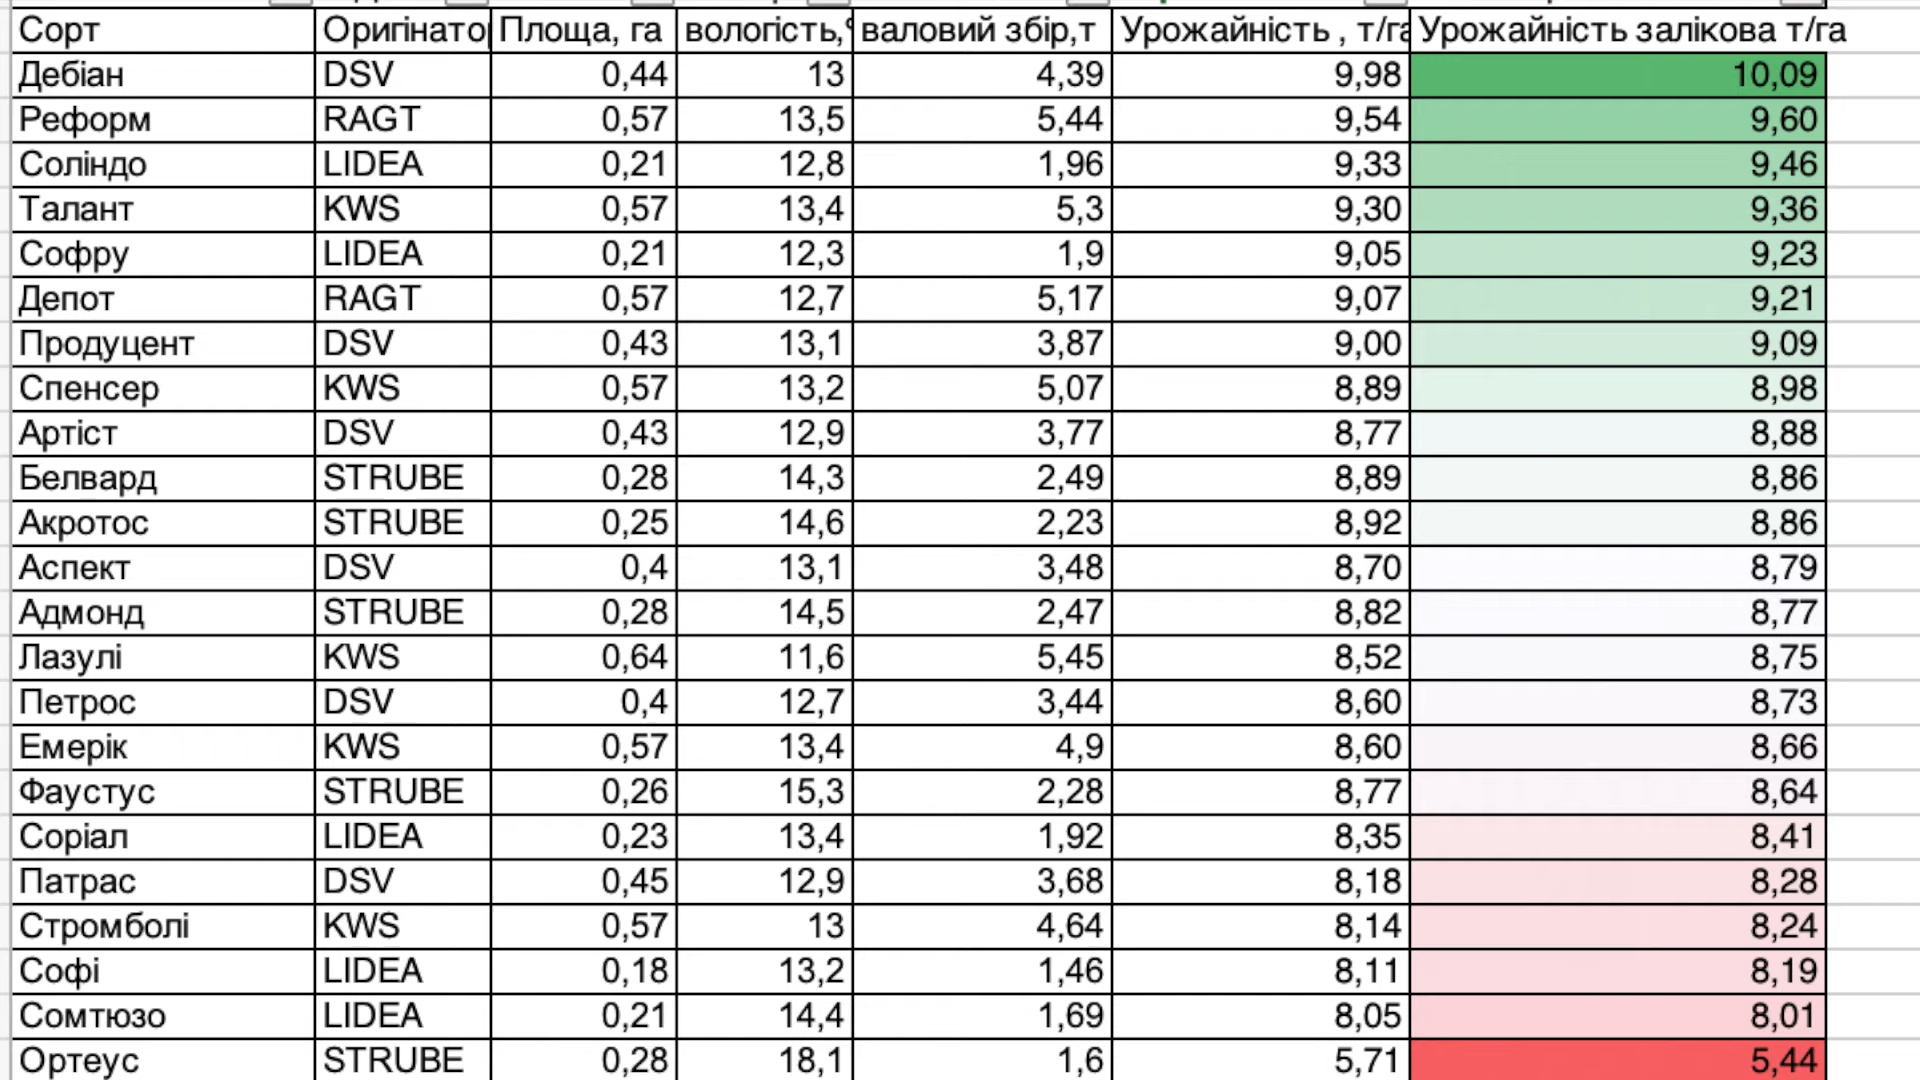 Сорт Оригінато Площа, га вологість,% валовий збір,т Урожайність , т/га Урожайність залікова т/га
Дебіан DSV 0,44 13 4,39 9,98 10,09
Реформ RAGT 0,57 13,5 5,44 9,54 9,60
Соліндо LIDEA 0,21 12,8 1,96 9,33 9,46
Талант KWS 0,57 13,4 5,3 9,30 9,36
Софру LIDEA 0,21 12,3 1,9 9,05 9,23
Депот RAGT 0,57 12,7 5,17 9,07 9,21
Продуцент DSV 0,43 13,1 3,87 9,00 9,09
Спенсер KWS 0,57 13,2 5,07 8,89 8,98
Артіст DSV 0,43 12,9 3,77 8,77 8,88
Белвард STRUBE 0,28 14,3 2,49 8,89 8,86
Акротос STRUBE 0,25 14,6 2,23 8,92 8,86
Аспект DSV 0,4 13,1 3,48 8,70 8,79
Адмонд STRUBE 0,28 14,5 2,47 8,82 8,77
Лазулі KWS 0,64 11,6 5,45 8,52 8,75
Петрос DSV 0,4 12,7 3,44 8,60 8,73
Емерік KWS 0,57 13,4 4,9 8,60 8,66
Фаустус STRUBE 0,26 15,3 2,28 8,77 8,64
Соріал LIDEA 0,23 13,4 1,92 8,35 8,41
Патрас DSV 0,45 12,9 3,68 8,18 8,28
Стромболі KWS 0,57 13 4,64 8,14 8,24
Софі LIDEA 0,18 13,2 1,46 8,11 8,19
Сомтюзо LIDEA 0,21 14,4 1,69 8,05 8,01
Ортеус STRUBE 0,28 18,1 1,6 5,71 5,44